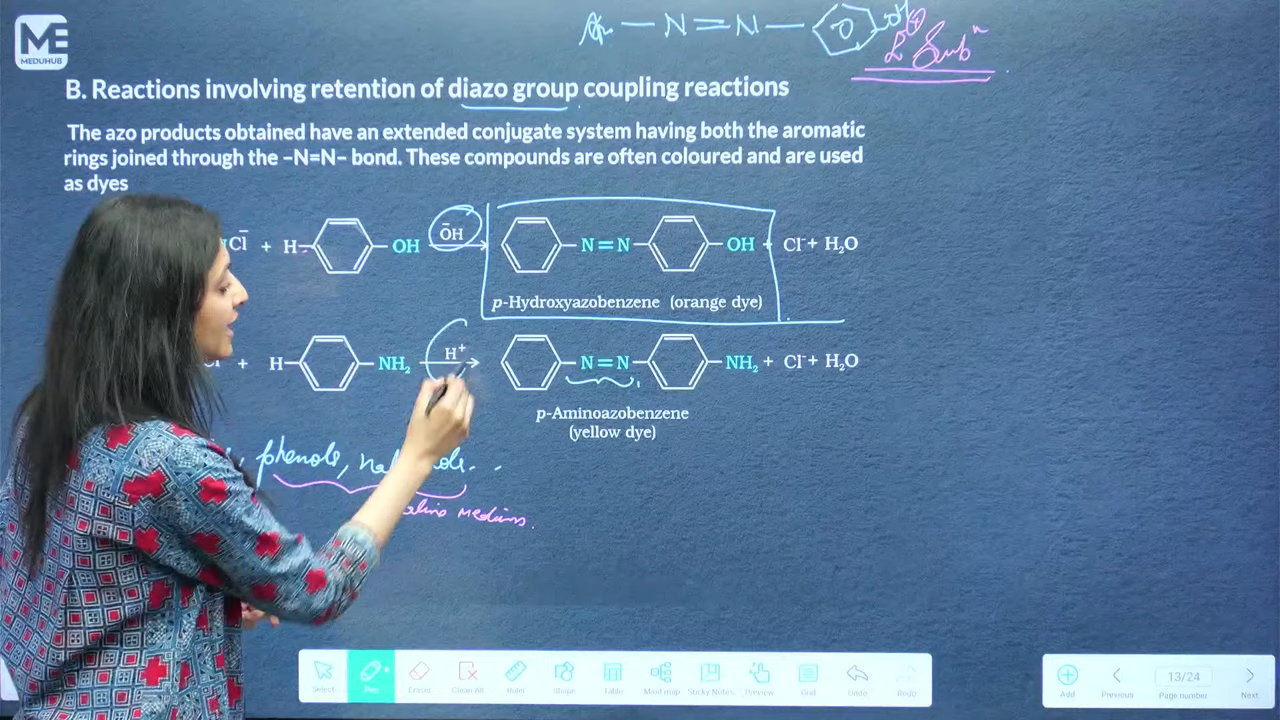 Ar — N = N — OH
ME
MEDUHUB
B. Reactions involving retention of diazo group coupling reactions
The azo products obtained have an extended conjugate system having both the aromatic
rings joined through the –N=N– bond. These compounds are often coloured and are used
as dyes
Cl̄ + H OH ŌH N=N OH + Cl⁻ + H₂O
p-Hydroxyazobenzene (orange dye)
+ H NH₂ H⁺ N=N NH₂ + Cl⁻ + H₂O
p-Aminoazobenzene
(yellow dye)
phenols,
medium.
Select Pen Eraser Clear All Ruler Shape Table Mind map Sticky Notes Preview Grid Undo Redo
Add Previous 13/24 Page number Next